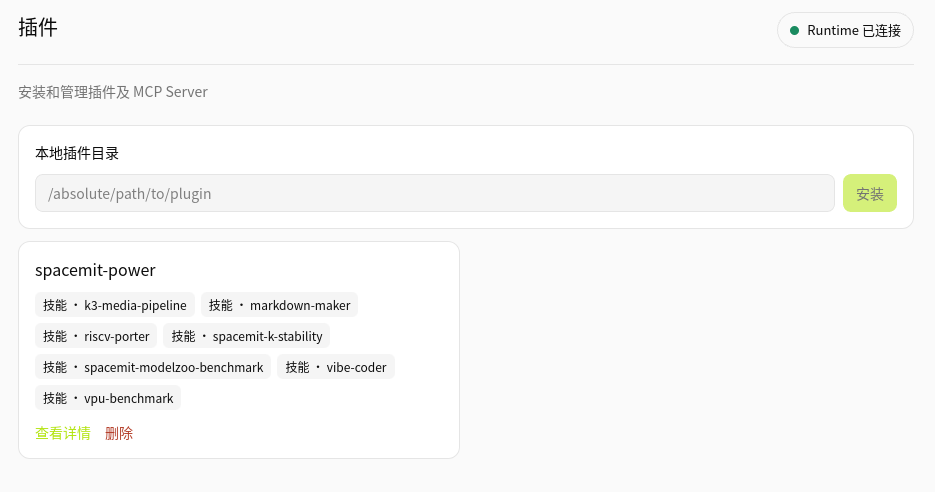 插件
Runtime 已连接
安装和管理插件及 MCP Server
本地插件目录
/absolute/path/to/plugin
安装
spacemit-power
技能 · k3-media-pipeline
技能 · markdown-maker
技能 · riscv-porter
技能 · spacemit-k-stability
技能 · spacemit-modelzoo-benchmark
技能 · vibe-coder
技能 · vpu-benchmark
查看详情 删除